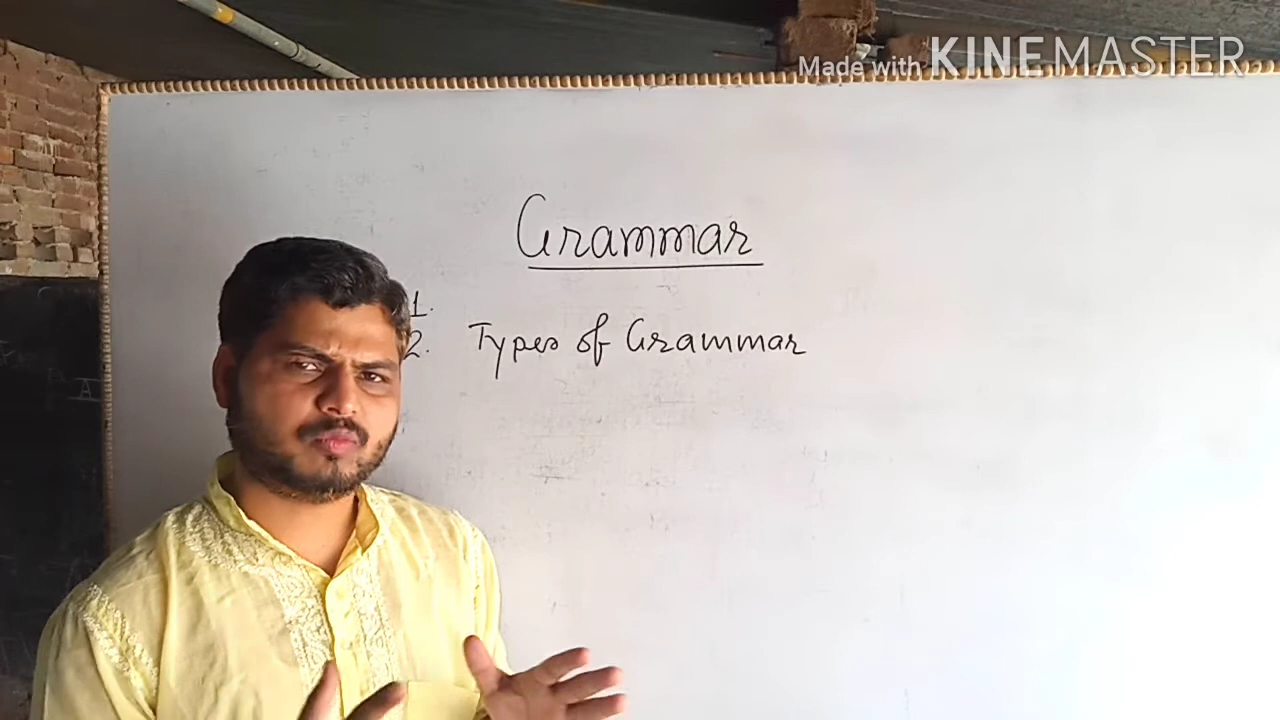 Made with KINEMASTER
Grammar
1.
2. Types of Grammar
A